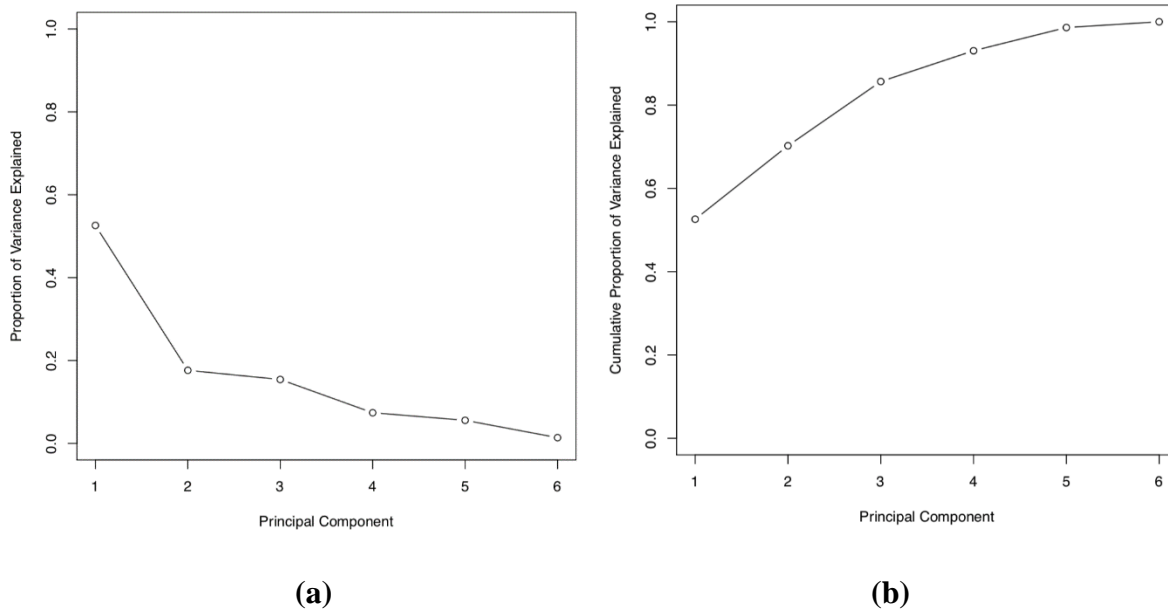 Proportion of Variance Explained
1.0
0.8
0.6
0.4
0.2
0.0
1 2 3 4 5 6
Principal Component
(a)
Cumulative Proportion of Variance Explained
1.0
0.8
0.6
0.4
0.2
0.0
1 2 3 4 5 6
Principal Component
(b)